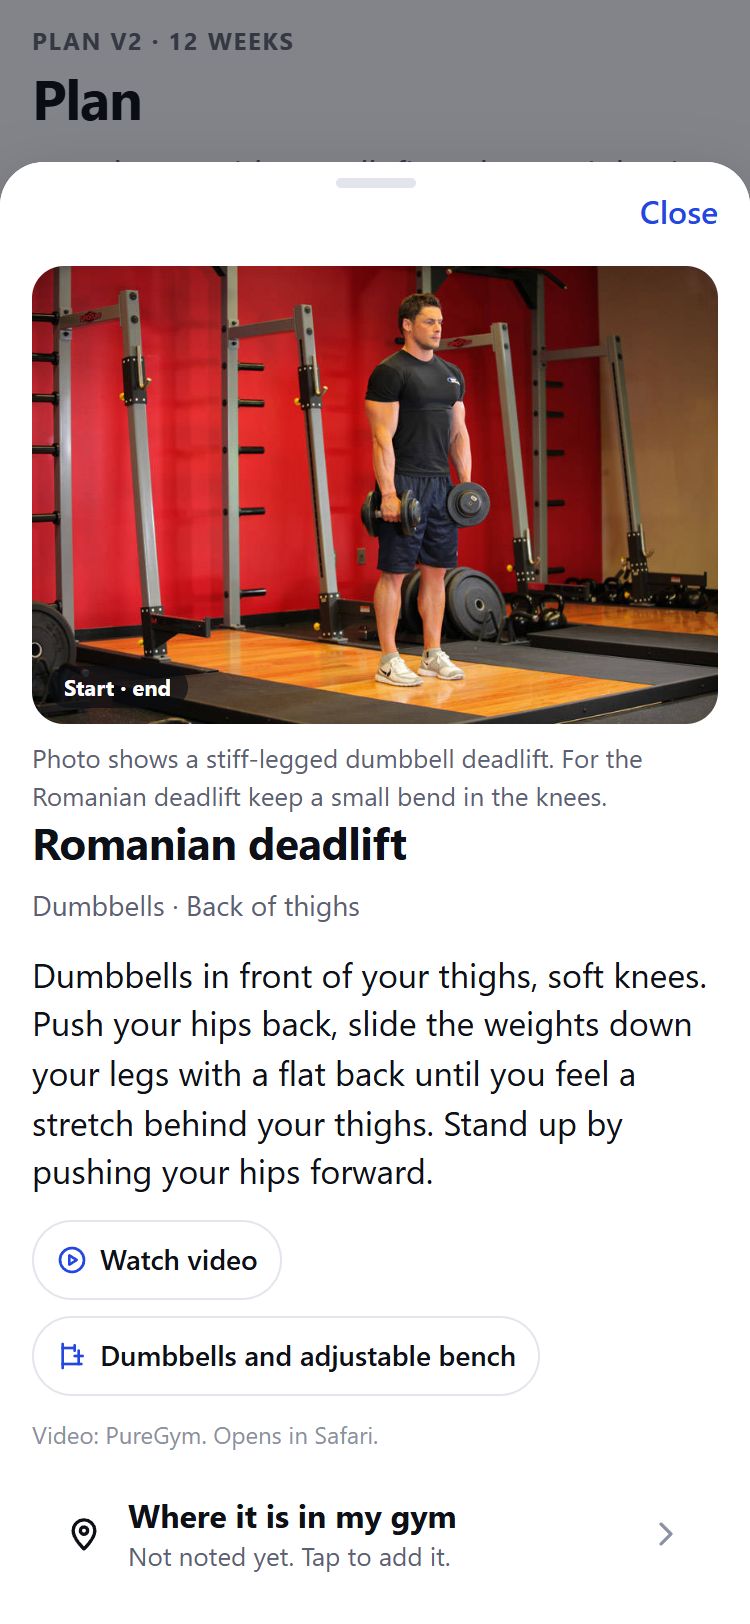 PLAN V2 · 12 WEEKS
Plan
Close
Start · end
Photo shows a stiff-legged dumbbell deadlift. For the
Romanian deadlift keep a small bend in the knees.
Romanian deadlift
Dumbbells · Back of thighs
Dumbbells in front of your thighs, soft knees.
Push your hips back, slide the weights down
your legs with a flat back until you feel a
stretch behind your thighs. Stand up by
pushing your hips forward.
Watch video
Dumbbells and adjustable bench
Video: PureGym. Opens in Safari.
Where it is in my gym
Not noted yet. Tap to add it.